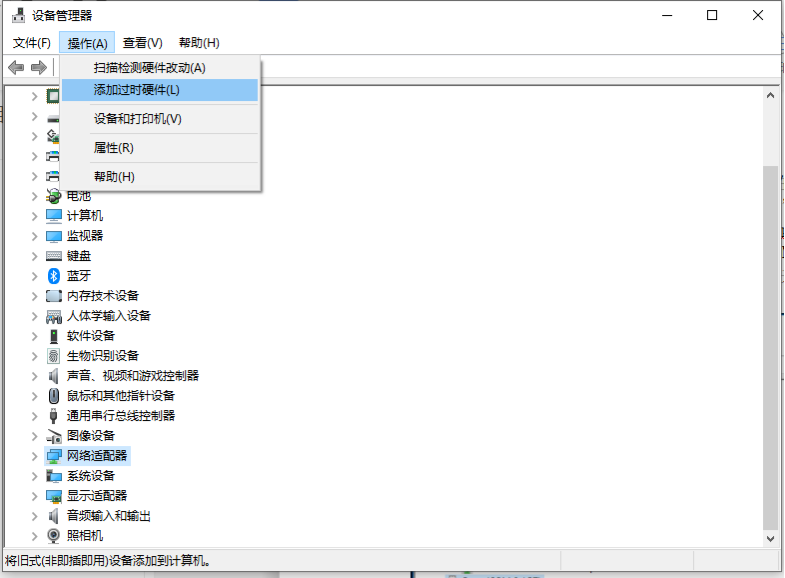 设备管理器
文件(F) 操作(A) 查看(V) 帮助(H)
扫描检测硬件改动(A)
添加过时硬件(L)
设备和打印机(V)
属性(R)
帮助(H)
电池
计算机
监视器
键盘
蓝牙
内存技术设备
人体学输入设备
软件设备
生物识别设备
声音、视频和游戏控制器
鼠标和其他指针设备
通用串行总线控制器
图像设备
网络适配器
系统设备
显示适配器
音频输入和输出
照相机
将旧式(非即插即用)设备添加到计算机。